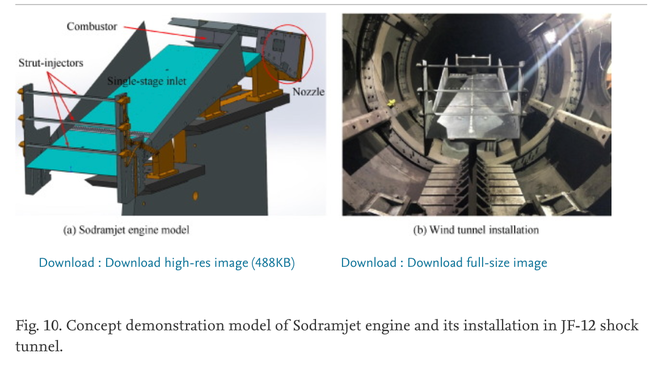 Combustor
Strut-injectors
Single-stage inlet
Nozzle
(a) Sodramjet engine model
(b) Wind tunnel installation
Download : Download high-res image (488KB)
Download : Download full-size image
Fig. 10. Concept demonstration model of Sodramjet engine and its installation in JF-12 shock
tunnel.